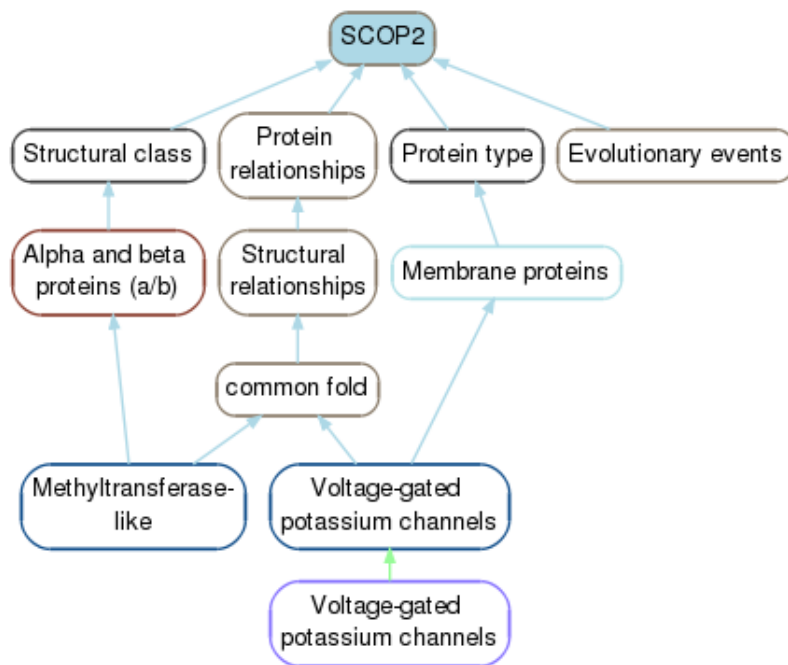 SCOP2
Structural class
Protein
relationships
Protein type
Evolutionary events
Alpha and beta
proteins (a/b)
Structural
relationships
Membrane proteins
common fold
Methyltransferase-
like
Voltage-gated
potassium channels
Voltage-gated
potassium channels